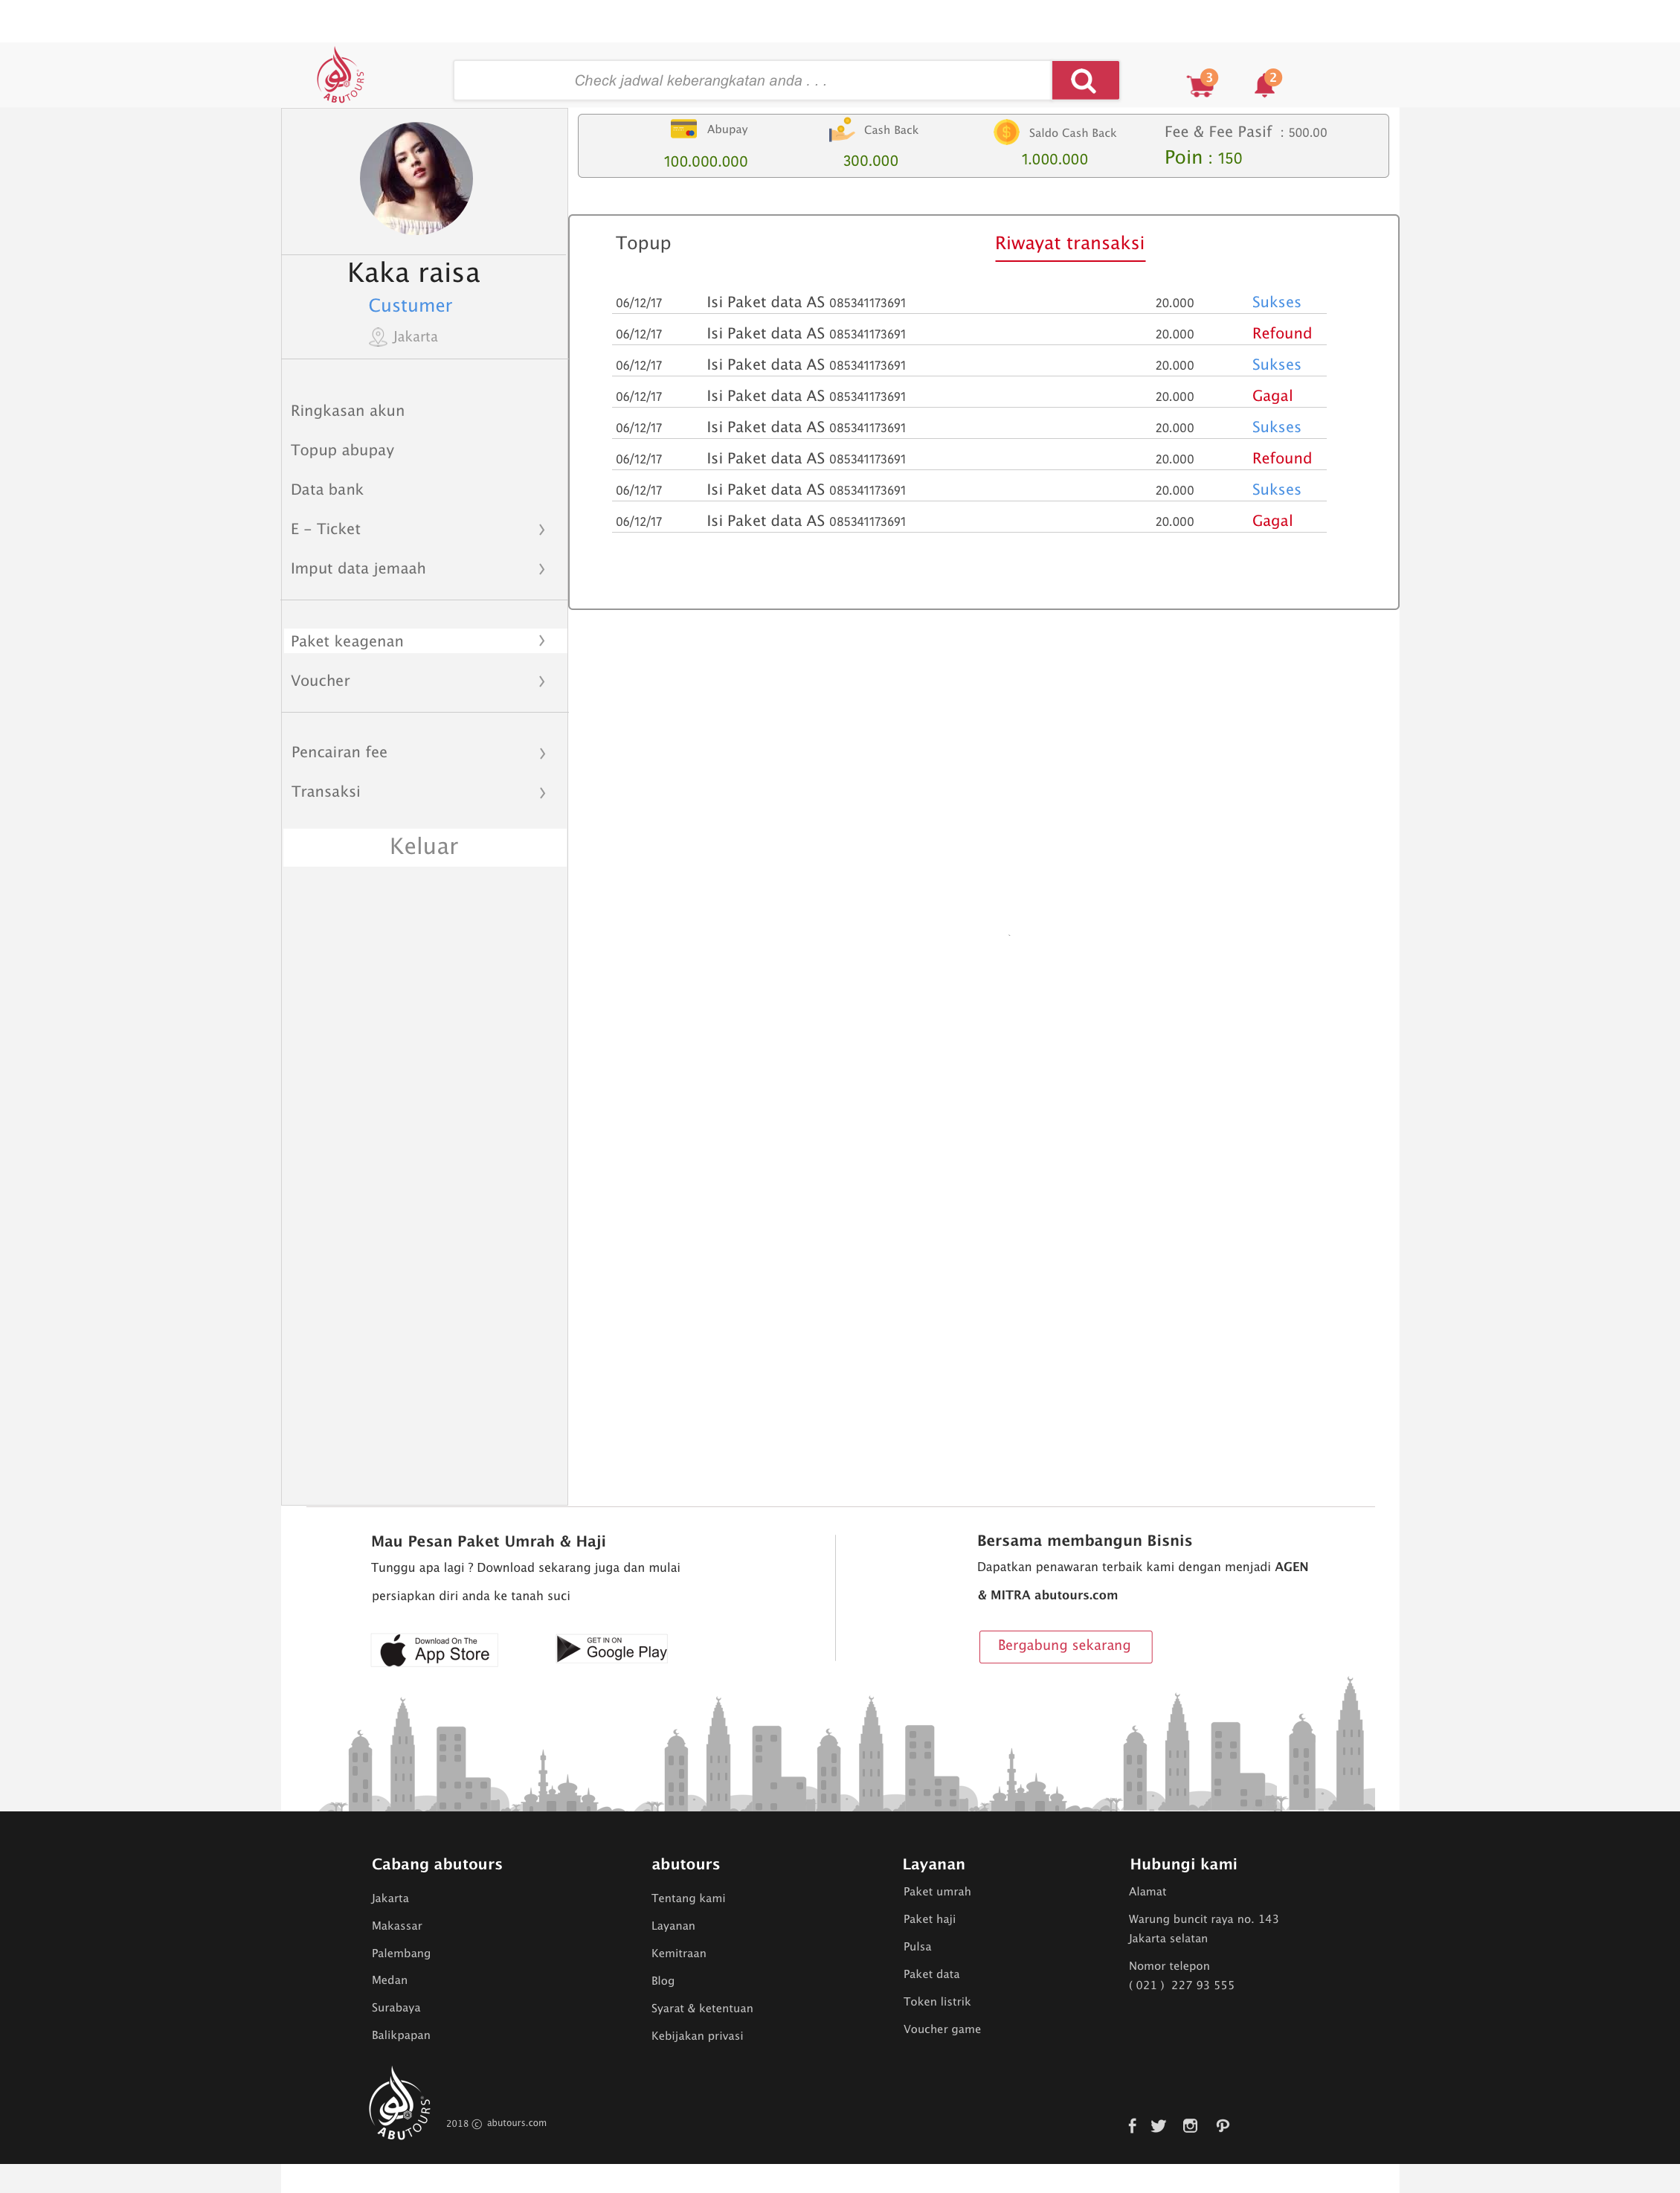 ABUTOURS
Check jadwal keberangkatan anda . . .
3
2
Abupay
100.000.000
Cash Back
300.000
Saldo Cash Back
1.000.000
Fee & Fee Pasif : 500.00
Poin : 150
Kaka raisa
Custumer
Jakarta
Ringkasan akun
Topup abupay
Data bank
E - Ticket
Imput data jemaah
Paket keagenan
Voucher
Pencairan fee
Transaksi
Keluar
Topup
Riwayat transaksi
06/12/17 Isi Paket data AS 085341173691 20.000 Sukses
06/12/17 Isi Paket data AS 085341173691 20.000 Refound
06/12/17 Isi Paket data AS 085341173691 20.000 Sukses
06/12/17 Isi Paket data AS 085341173691 20.000 Gagal
06/12/17 Isi Paket data AS 085341173691 20.000 Sukses
06/12/17 Isi Paket data AS 085341173691 20.000 Refound
06/12/17 Isi Paket data AS 085341173691 20.000 Sukses
06/12/17 Isi Paket data AS 085341173691 20.000 Gagal
Mau Pesan Paket Umrah & Haji
Tunggu apa lagi ? Download sekarang juga dan mulai
persiapkan diri anda ke tanah suci
Download On The
App Store
GET IN ON
Google Play
Bersama membangun Bisnis
Dapatkan penawaran terbaik kami dengan menjadi AGEN
& MITRA abutours.com
Bergabung sekarang
Cabang abutours
Jakarta
Makassar
Palembang
Medan
Surabaya
Balikpapan
abutours
Tentang kami
Layanan
Kemitraan
Blog
Syarat & ketentuan
Kebijakan privasi
Layanan
Paket umrah
Paket haji
Pulsa
Paket data
Token listrik
Voucher game
Hubungi kami
Alamat
Warung buncit raya no. 143
Jakarta selatan
Nomor telepon
( 021 ) 227 93 555
ABUTOURS
2018 © abutours.com